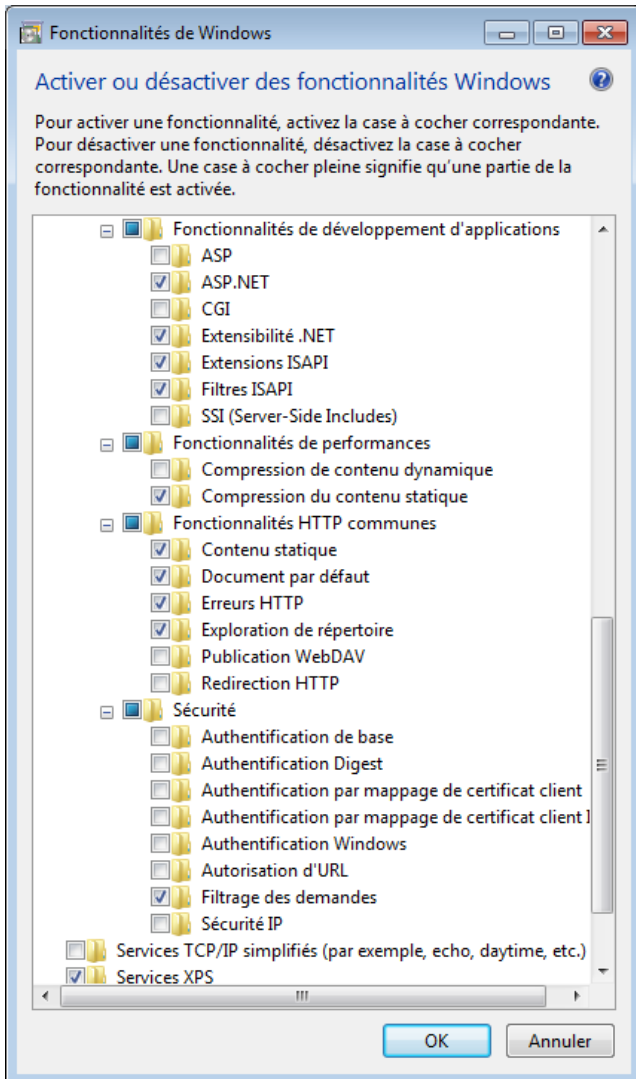 Fonctionnalités de Windows
Activer ou désactiver des fonctionnalités Windows
Pour activer une fonctionnalité, activez la case à cocher correspondante.
Pour désactiver une fonctionnalité, désactivez la case à cocher
correspondante. Une case à cocher pleine signifie qu'une partie de la
fonctionnalité est activée.
Fonctionnalités de développement d'applications
ASP
ASP.NET
CGI
Extensibilité .NET
Extensions ISAPI
Filtres ISAPI
SSI (Server-Side Includes)
Fonctionnalités de performances
Compression de contenu dynamique
Compression du contenu statique
Fonctionnalités HTTP communes
Contenu statique
Document par défaut
Erreurs HTTP
Exploration de répertoire
Publication WebDAV
Redirection HTTP
Sécurité
Authentification de base
Authentification Digest
Authentification par mappage de certificat client
Authentification par mappage de certificat client I
Authentification Windows
Autorisation d'URL
Filtrage des demandes
Sécurité IP
Services TCP/IP simplifiés (par exemple, echo, daytime, etc.)
Services XPS
OK
Annuler